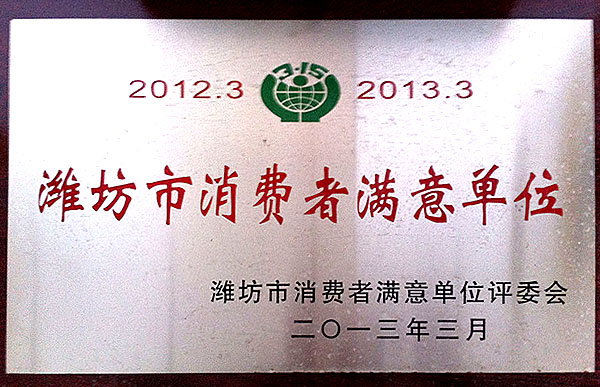 2012.3 3·15 2013.3
潍坊市消费者满意单位
潍坊市消费者满意单位评委会
二〇一三年三月